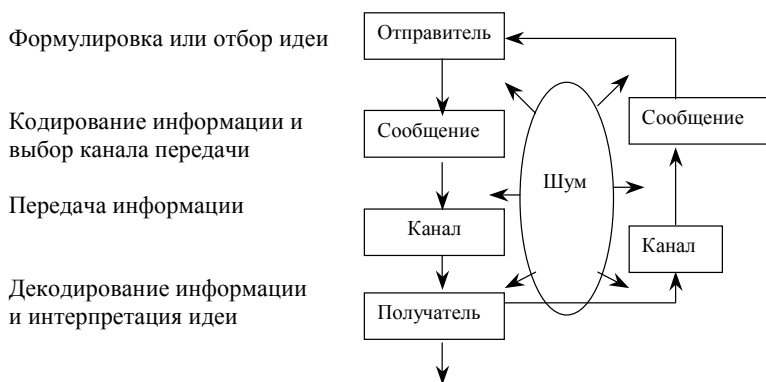 Формулировка или отбор идеи
Отправитель
Кодирование информации и
выбор канала передачи
Сообщение
Сообщение
Шум
Передача информации
Канал
Канал
Декодирование информации
и интерпретация идеи
Получатель